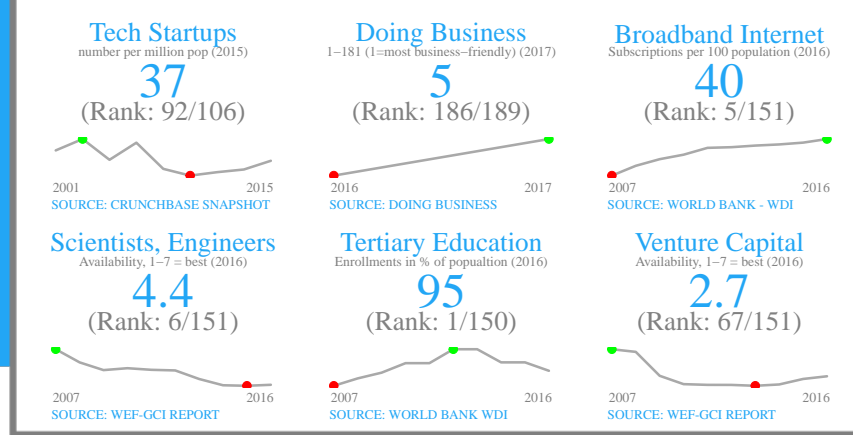 Tech Startups
number per million pop (2015)
37
(Rank: 92/106)
2001 2015
SOURCE: CRUNCHBASE SNAPSHOT
Doing Business
1−181 (1=most business−friendly) (2017)
5
(Rank: 186/189)
2016 2017
SOURCE: DOING BUSINESS
Broadband Internet
Subscriptions per 100 population (2016)
40
(Rank: 5/151)
2007 2016
SOURCE: WORLD BANK - WDI
Scientists, Engineers
Availability, 1−7 = best (2016)
4.4
(Rank: 6/151)
2007 2016
SOURCE: WEF-GCI REPORT
Tertiary Education
Enrollments in % of popualtion (2016)
95
(Rank: 1/150)
2007 2016
SOURCE: WORLD BANK WDI
Venture Capital
Availability, 1−7 = best (2016)
2.7
(Rank: 67/151)
2007 2016
SOURCE: WEF-GCI REPORT